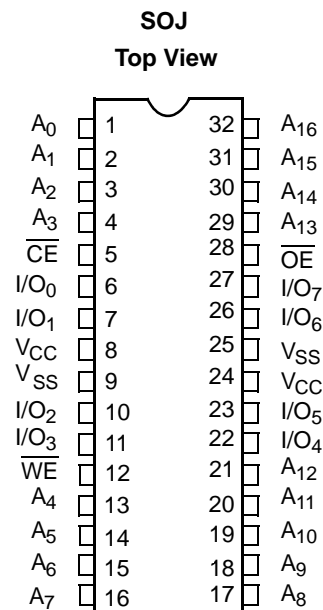 SOJ
Top View
A0 1 32 A16
A1 2 31 A15
A2 3 30 A14
A3 4 29 A13
C̅E̅ 5 28 O̅E̅
I/O0 6 27 I/O7
I/O1 7 26 I/O6
VCC 8 25 VSS
VSS 9 24 VCC
I/O2 10 23 I/O5
I/O3 11 22 I/O4
W̅E̅ 12 21 A12
A4 13 20 A11
A5 14 19 A10
A6 15 18 A9
A7 16 17 A8